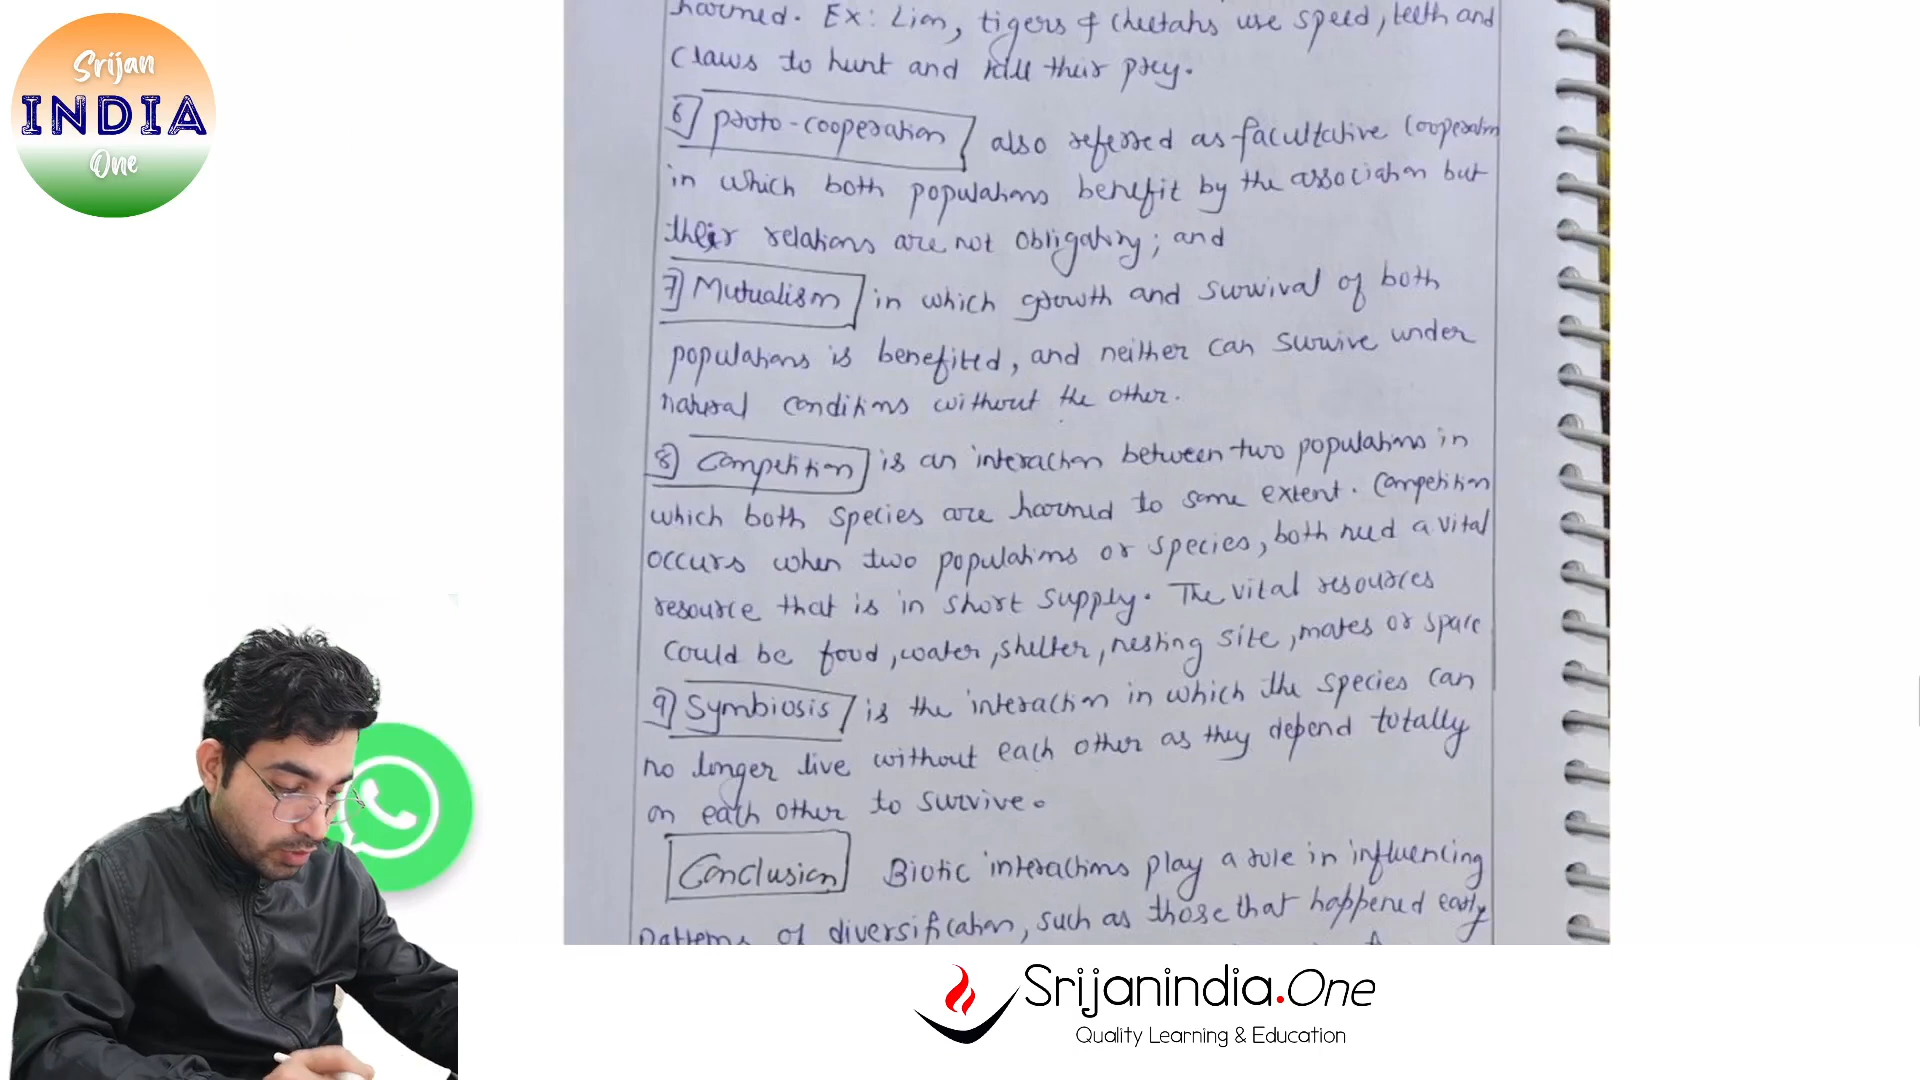 Srijan
INDIA
One
harmed. Ex: Lion, tigers & cheetahs use speed, teeth and
claws to hunt and kill their prey.
6) Proto-cooperation also referred as facultative cooperation
in which both populations benefit by the association but
their relations are not obligatory; and
7) Mutualism in which growth and survival of both
populations is benefitted, and neither can survive under
natural conditions without the other.
8) Competition is an interaction between two populations in
which both species are harmed to some extent. Competition
occurs when two populations or species, both need a vital
resource that is in short supply. The vital resources
could be food, water, shelter, nesting site, mates or space
9) Symbiosis is the interaction in which the species can
no longer live without each other as they depend totally
on each other to survive.
Conclusion Biotic interactions play a role in influencing
patterns of diversification, such as those that happened early
Srijanindia.One
Quality Learning & Education